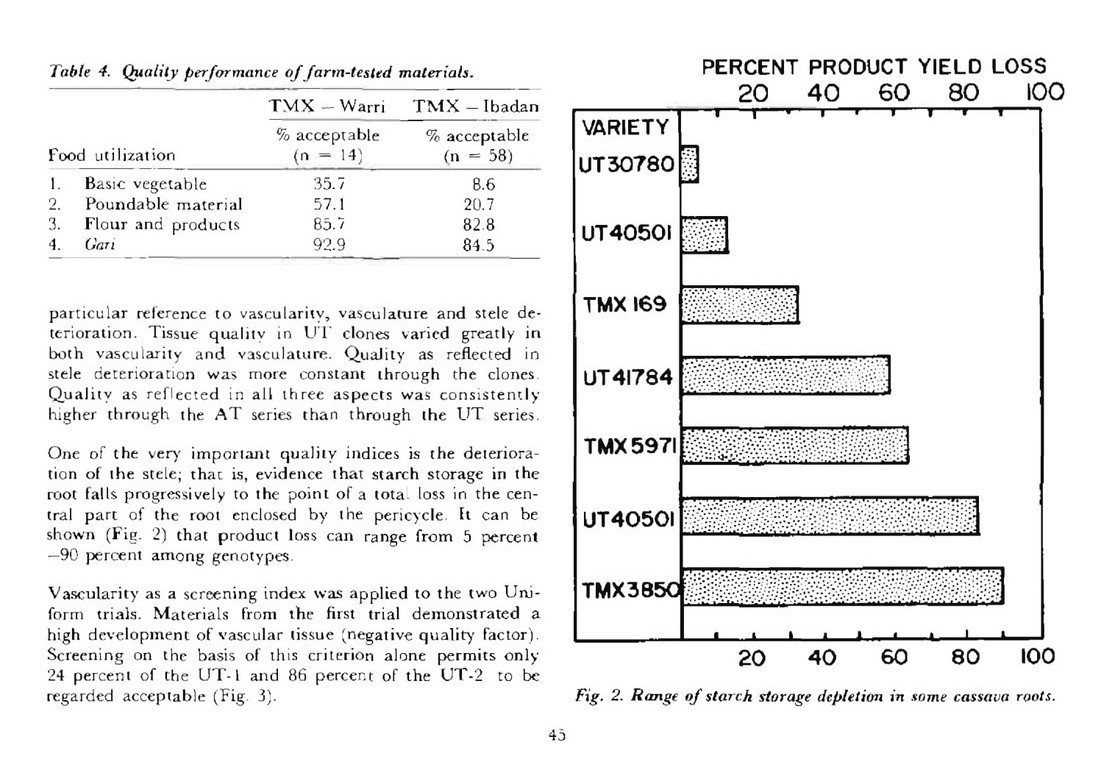 Table 4. Quality performance of farm-tested materials.
TMX – Warri TMX – Ibadan
% acceptable % acceptable
Food utilization (n = 14) (n = 58)
1. Basic vegetable 35.7 8.6
2. Poundable material 57.1 20.7
3. Flour and products 85.7 82.8
4. Gari 92.9 84.5
particular reference to vascularity, vasculature and stele de-
terioration. Tissue quality in UT clones varied greatly in
both vascularity and vasculature. Quality as reflected in
stele deterioration was more constant through the clones.
Quality as reflected in all three aspects was consistently
higher through the AT series than through the UT series.
One of the very important quality indices is the deteriora-
tion of the stele; that is, evidence that starch storage in the
root falls progressively to the point of a total loss in the cen-
tral part of the root enclosed by the pericycle. It can be
shown (Fig. 2) that product loss can range from 5 percent
–90 percent among genotypes.
Vascularity as a screening index was applied to the two Uni-
form trials. Materials from the first trial demonstrated a
high development of vascular tissue (negative quality factor).
Screening on the basis of this criterion alone permits only
24 percent of the UT-1 and 86 percent of the UT-2 to be
regarded acceptable (Fig. 3).
PERCENT PRODUCT YIELD LOSS
20 40 60 80 100
VARIETY
UT30780
UT40501
TMX 169
UT41784
TMX5971
UT40501
TMX3850
20 40 60 80 100
Fig. 2. Range of starch storage depletion in some cassava roots.
45